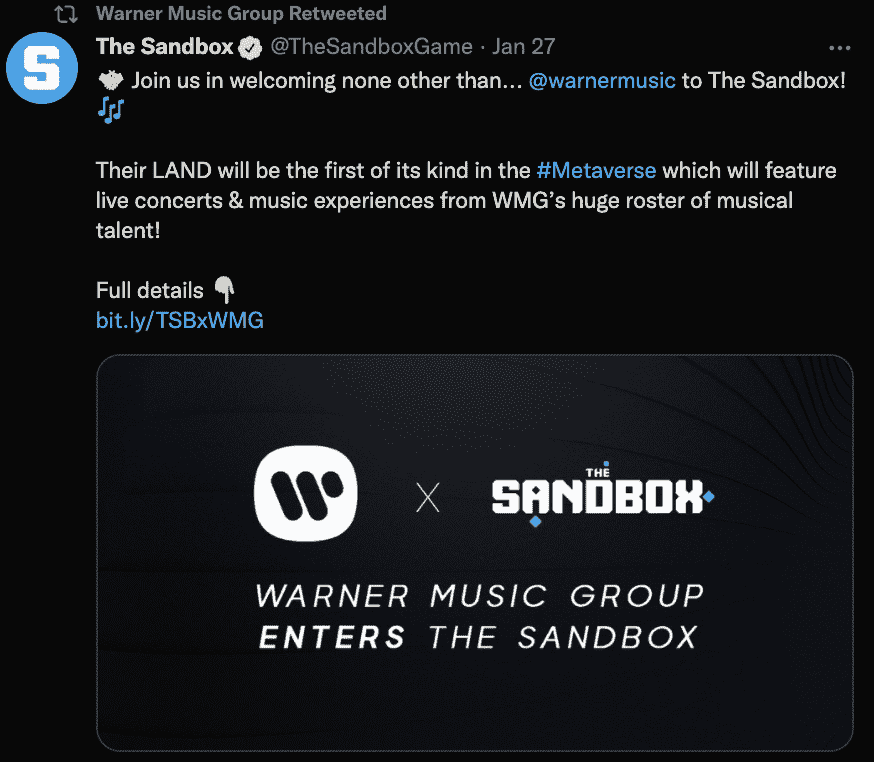 Warner Music Group Retweeted
The Sandbox @TheSandboxGame · Jan 27
Join us in welcoming none other than... @warnermusic to The Sandbox!
Their LAND will be the first of its kind in the #Metaverse which will feature
live concerts & music experiences from WMG's huge roster of musical
talent!
Full details
bit.ly/TSBxWMG
S
W X THE SANDBOX
WARNER MUSIC GROUP
ENTERS THE SANDBOX